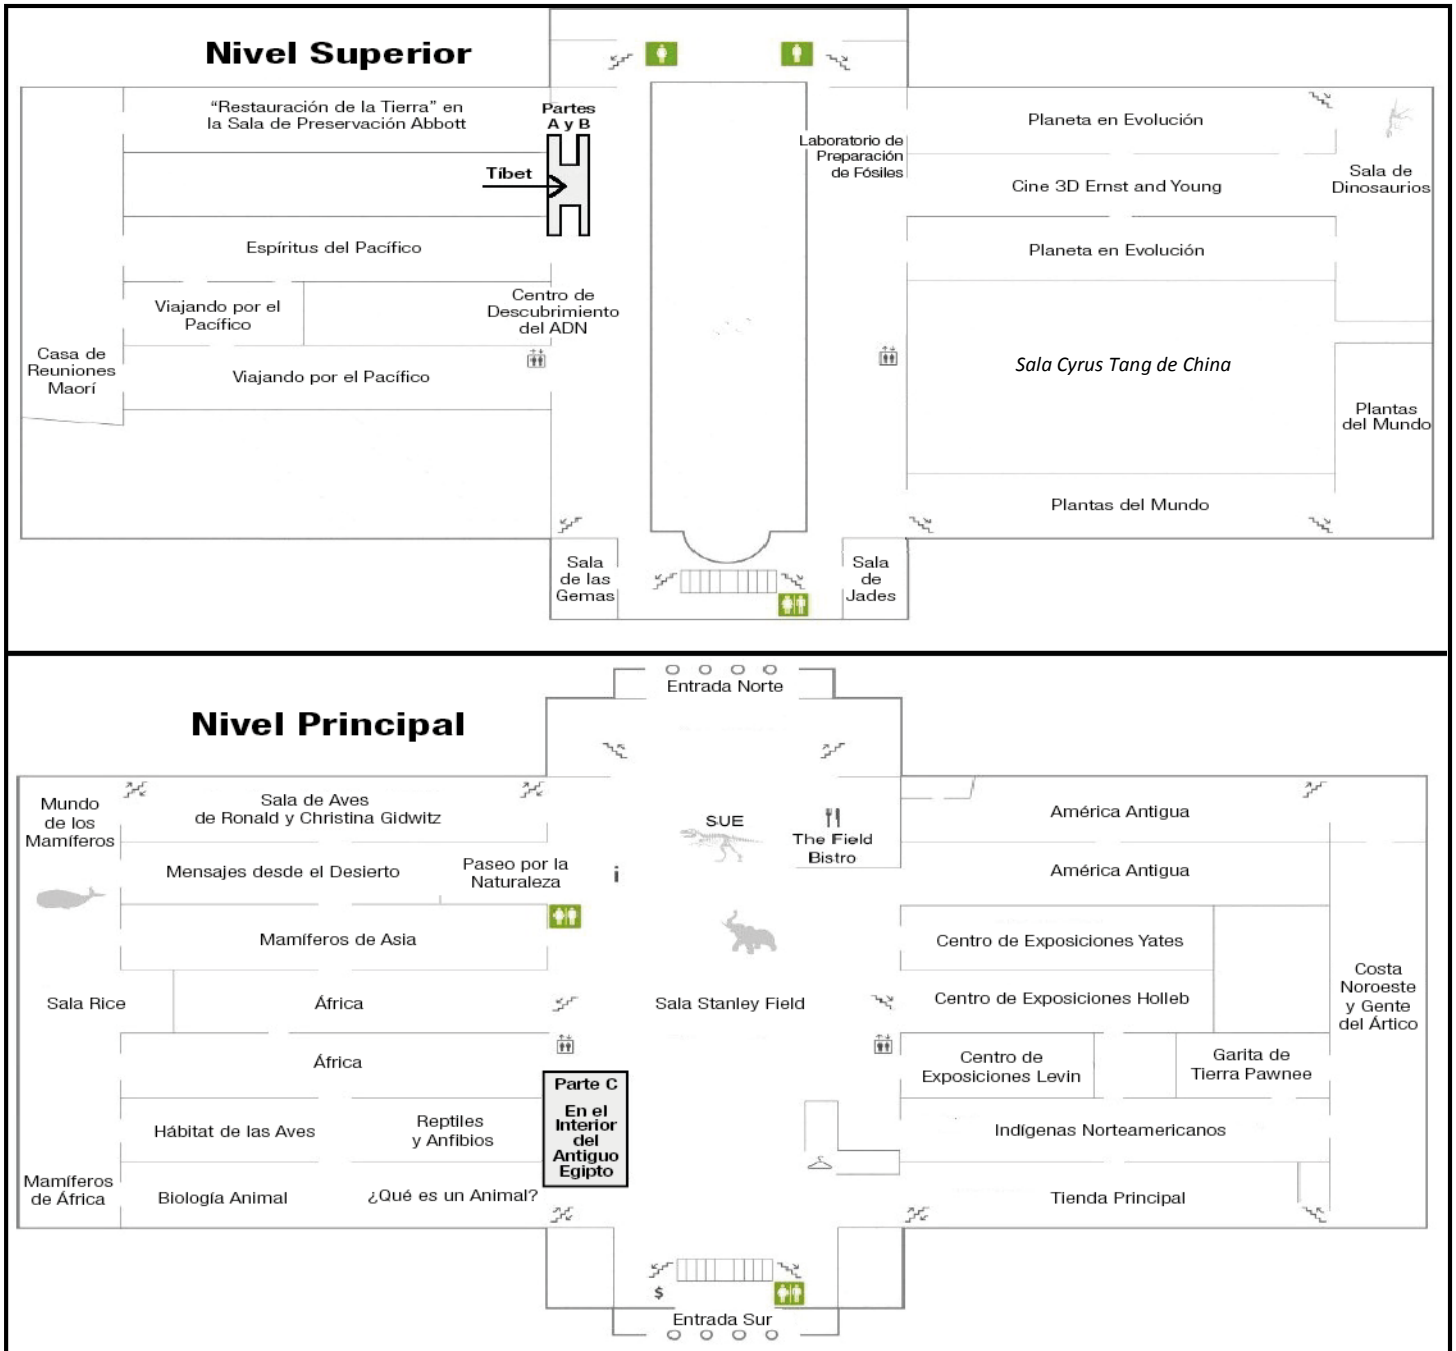 Nivel Superior
“Restauración de la Tierra” en
la Sala de Preservación Abbott
Partes
A y B
Tíbet
Laboratorio de
Preparación
de Fósiles
Planeta en Evolución
Cine 3D Ernst and Young
Sala de
Dinosaurios
Espíritus del Pacífico
Planeta en Evolución
Viajando por el
Pacífico
Centro de
Descubrimiento
del ADN
Casa de
Reuniones
Maorí
Viajando por el Pacífico
Sala Cyrus Tang de China
Plantas
del Mundo
Plantas del Mundo
Sala
de las
Gemas
Sala
de
Jades
Entrada Norte
Nivel Principal
Mundo
de los
Mamíferos
Sala de Aves
de Ronald y Christina Gidwitz
SUE
The Field
Bistro
América Antigua
Mensajes desde el Desierto
Paseo por la
Naturaleza
i
América Antigua
Mamíferos de Asia
Centro de Exposiciones Yates
Sala Rice
África
Sala Stanley Field
Centro de Exposiciones Holleb
Costa
Noroeste
y Gente
del Ártico
África
Centro de
Exposiciones Levin
Garita de
Tierra Pawnee
Parte C
En el
Interior
del
Antiguo
Egipto
Hábitat de las Aves
Reptiles
y Anfibios
Indígenas Norteamericanos
Mamíferos
de África
Biología Animal
¿Qué es un Animal?
Tienda Principal
$
Entrada Sur